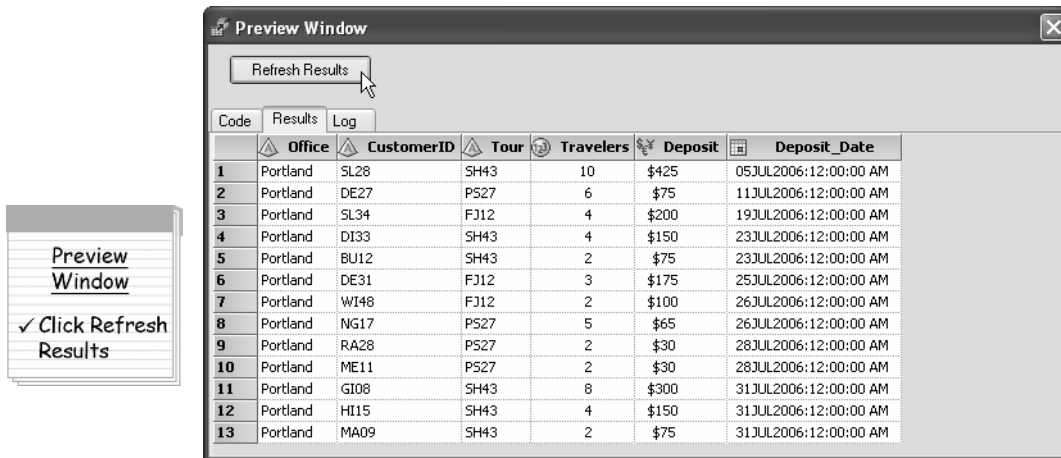 Preview Window
Refresh Results
Code Results Log
Office CustomerID Tour Travelers Deposit Deposit_Date
1 Portland SL28 SH43 10 $425 05JUL2006:12:00:00 AM
2 Portland DE27 PS27 6 $75 11JUL2006:12:00:00 AM
3 Portland SL34 FJ12 4 $200 19JUL2006:12:00:00 AM
4 Portland DI33 SH43 4 $150 23JUL2006:12:00:00 AM
5 Portland BU12 SH43 2 $75 23JUL2006:12:00:00 AM
6 Portland DE31 FJ12 3 $175 25JUL2006:12:00:00 AM
7 Portland WI48 FJ12 2 $100 26JUL2006:12:00:00 AM
8 Portland NG17 PS27 5 $65 26JUL2006:12:00:00 AM
9 Portland RA28 PS27 2 $30 28JUL2006:12:00:00 AM
10 Portland ME11 PS27 2 $30 28JUL2006:12:00:00 AM
11 Portland GI08 SH43 8 $300 31JUL2006:12:00:00 AM
12 Portland HI15 SH43 4 $150 31JUL2006:12:00:00 AM
13 Portland MA09 SH43 2 $75 31JUL2006:12:00:00 AM
Preview
Window
✓ Click Refresh
Results